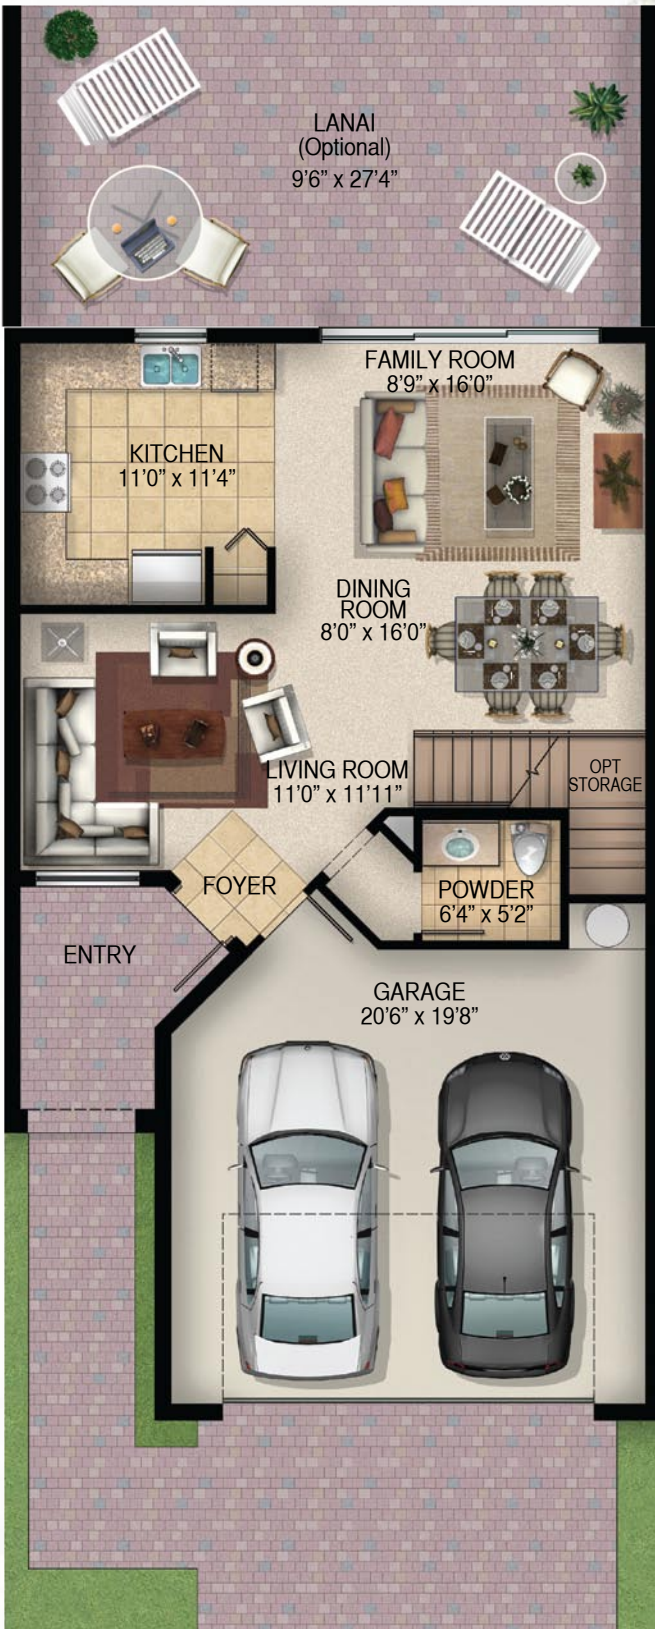 LANAI
(Optional)
9'6" x 27'4"
FAMILY ROOM
8'9" x 16'0"
KITCHEN
11'0" x 11'4"
DINING
ROOM
8'0" x 16'0"
LIVING ROOM
11'0" x 11'11"
OPT
STORAGE
FOYER
POWDER
6'4" x 5'2"
ENTRY
GARAGE
20'6" x 19'8"